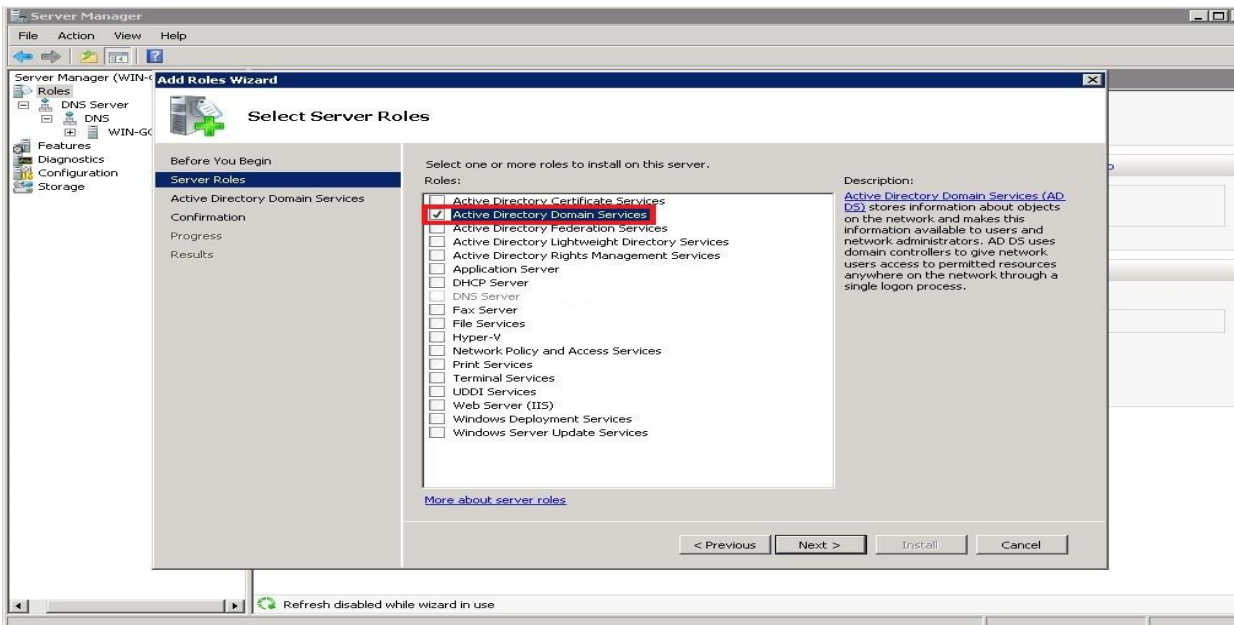 Server Manager
File Action View Help
Server Manager (WIN-
Roles
DNS Server
DNS
WIN-GC
Features
Diagnostics
Configuration
Storage
Add Roles Wizard
Select Server Roles
Before You Begin
Server Roles
Active Directory Domain Services
Confirmation
Progress
Results
Select one or more roles to install on this server.
Roles:
Active Directory Certificate Services
Active Directory Domain Services
Active Directory Federation Services
Active Directory Lightweight Directory Services
Active Directory Rights Management Services
Application Server
DHCP Server
DNS Server
Fax Server
File Services
Hyper-V
Network Policy and Access Services
Print Services
Terminal Services
UDDI Services
Web Server (IIS)
Windows Deployment Services
Windows Server Update Services
More about server roles
Description:
Active Directory Domain Services (AD
DS) stores information about objects
on the network and makes this
information available to users and
network administrators. AD DS uses
domain controllers to give network
users access to permitted resources
anywhere on the network through a
single logon process.
< Previous Next > Install Cancel
Refresh disabled while wizard in use